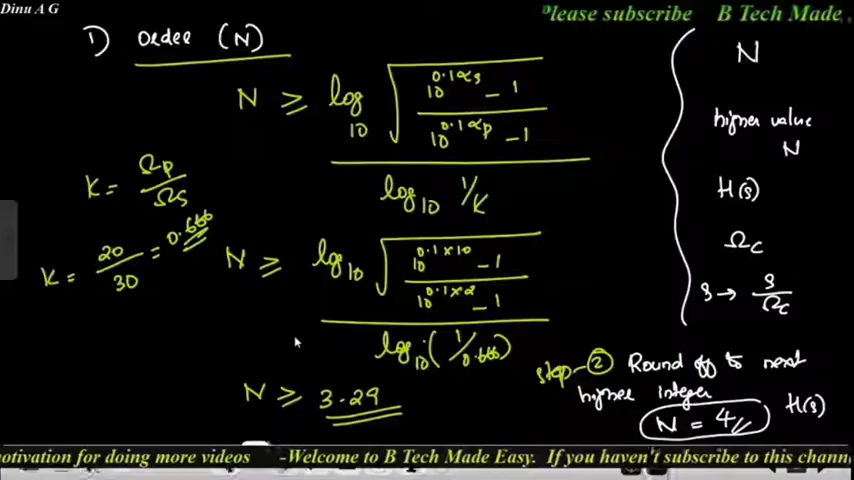 Dinu A G
Please subscribe B Tech Made
1) Order (N)
N ≥ log10 √((10^0.1αs - 1)/(10^0.1αp - 1)) / log10 1/K
K = Ωp/Ωs
K = 20/30 = 0.666
N ≥ log10 √((10^0.1×10 - 1)/(10^0.1×2 - 1)) / log10 (1/0.666)
N ≥ 3.29
N
higher value
N
H(s)
Ωc
s → s/Ωc
step-② Round off to next
higher integer
N = 4// H(s)
otivation for doing more videos -Welcome to B Tech Made Easy. If you haven't subscribe to this chann